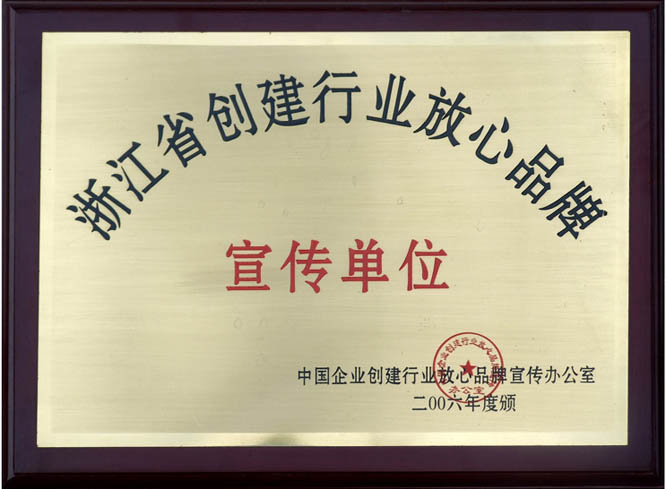 浙江省创建行业放心品牌
宣传单位
中国企业创建行业放心品牌宣传办公室
二00六年度颁